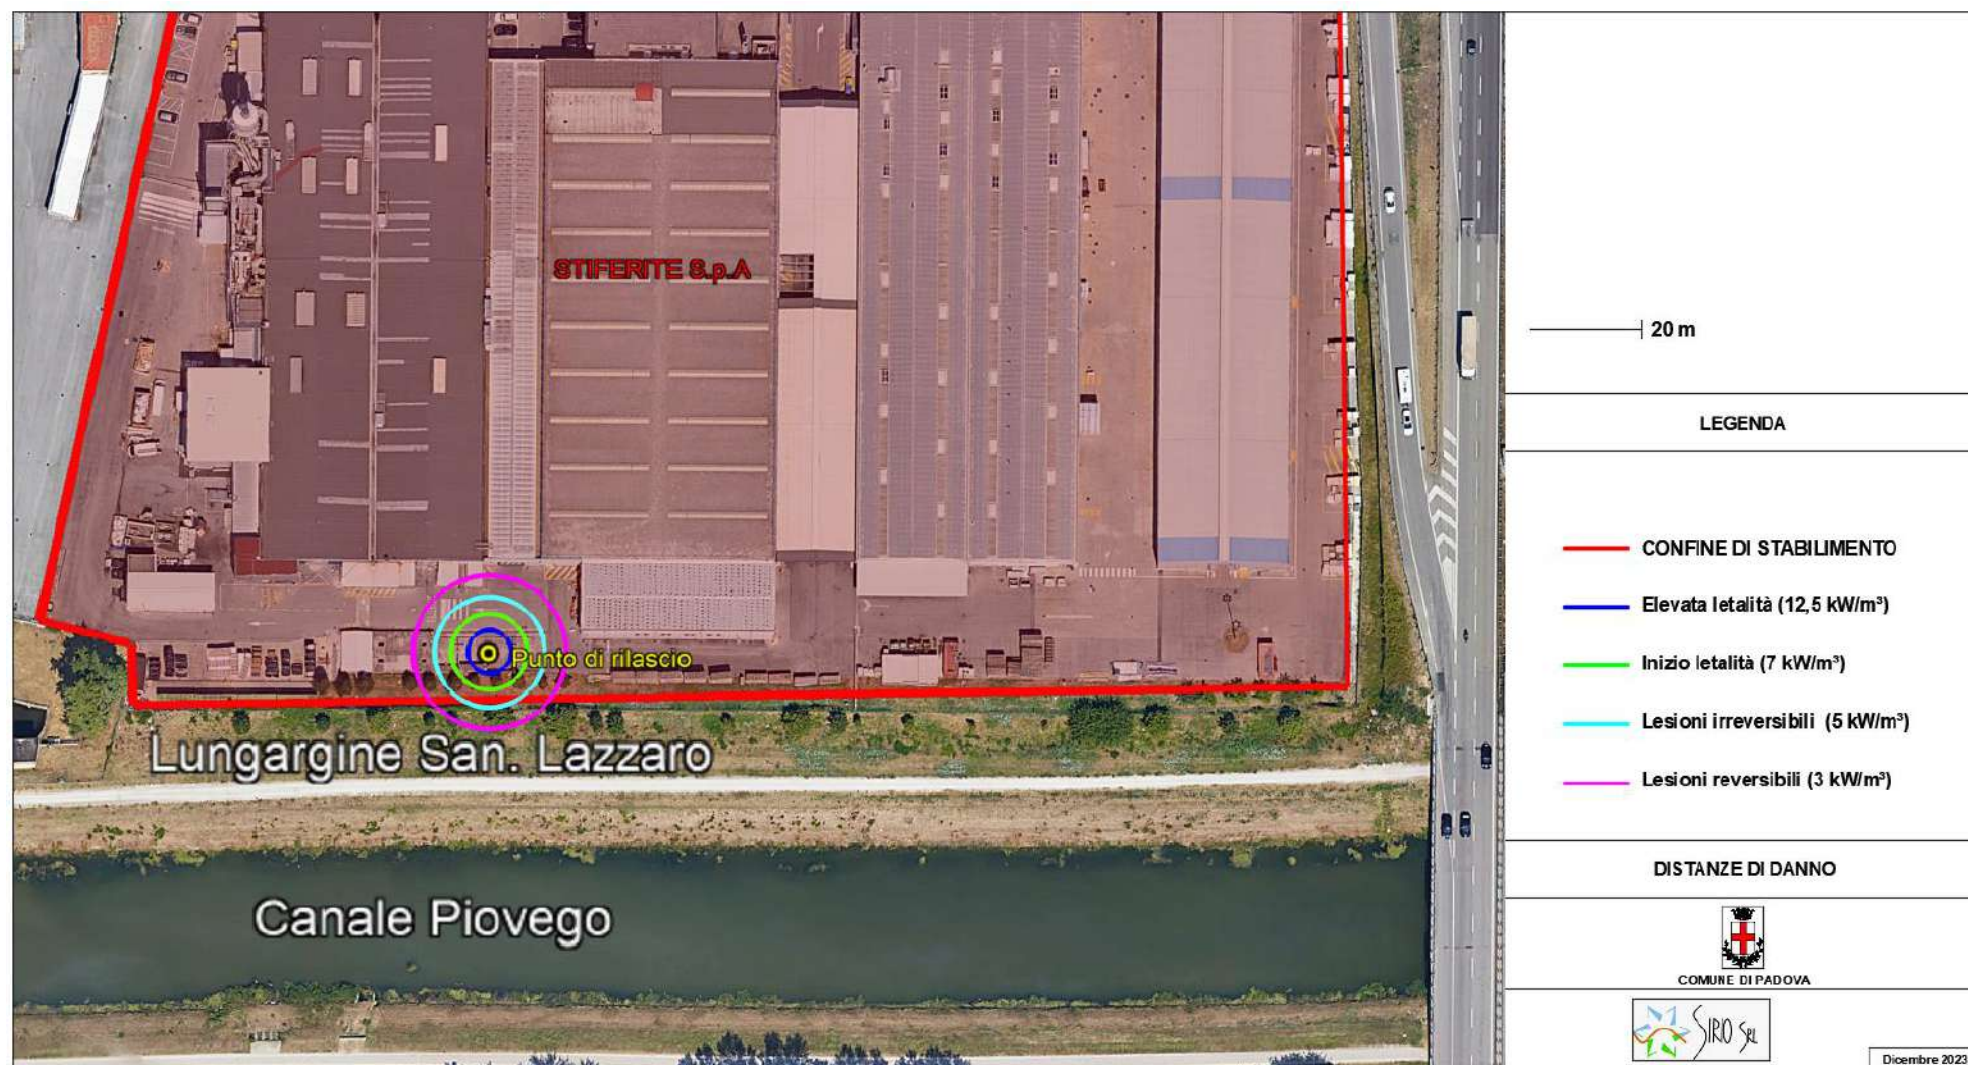 STIFERITE S.p.A
Punto di rilascio
Lungargine San. Lazzaro
Canale Piovego
20 m
LEGENDA
CONFINE DI STABILIMENTO
Elevata letalità (12,5 kW/m³)
Inizio letalità (7 kW/m³)
Lesioni irreversibili (5 kW/m³)
Lesioni reversibili (3 kW/m³)
DISTANZE DI DANNO
COMUNE DI PADOVA
SIRIO SRL
Dicembre 2023